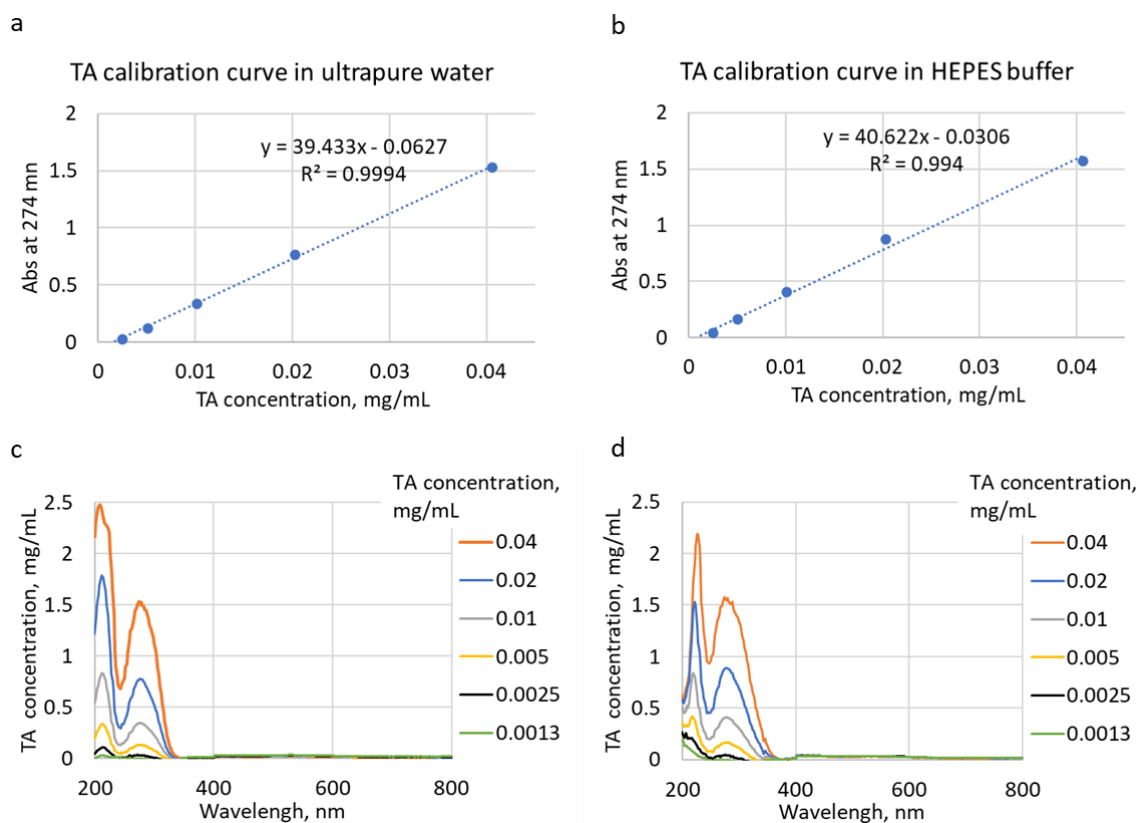 a
TA calibration curve in ultrapure water
y = 39.433x - 0.0627
R² = 0.9994
Abs at 274 mn
2
1.5
1
0.5
0
0 0.01 0.02 0.03 0.04
TA concentration, mg/mL
b
TA calibration curve in HEPES buffer
y = 40.622x - 0.0306
R² = 0.994
Abs at 274 nm
2
1.5
1
0.5
0
0 0.01 0.02 0.03 0.04
TA concentration, mg/mL
c
TA concentration,
mg/mL
TA concentration, mg/mL
2.5
2
1.5
1
0.5
0
0.04
0.02
0.01
0.005
0.0025
0.0013
200 400 600 800
Wavelengh, nm
d
TA concentration,
mg/mL
TA concentration, mg/mL
2.5
2
1.5
1
0.5
0
0.04
0.02
0.01
0.005
0.0025
0.0013
200 400 600 800
Wavelengh, nm